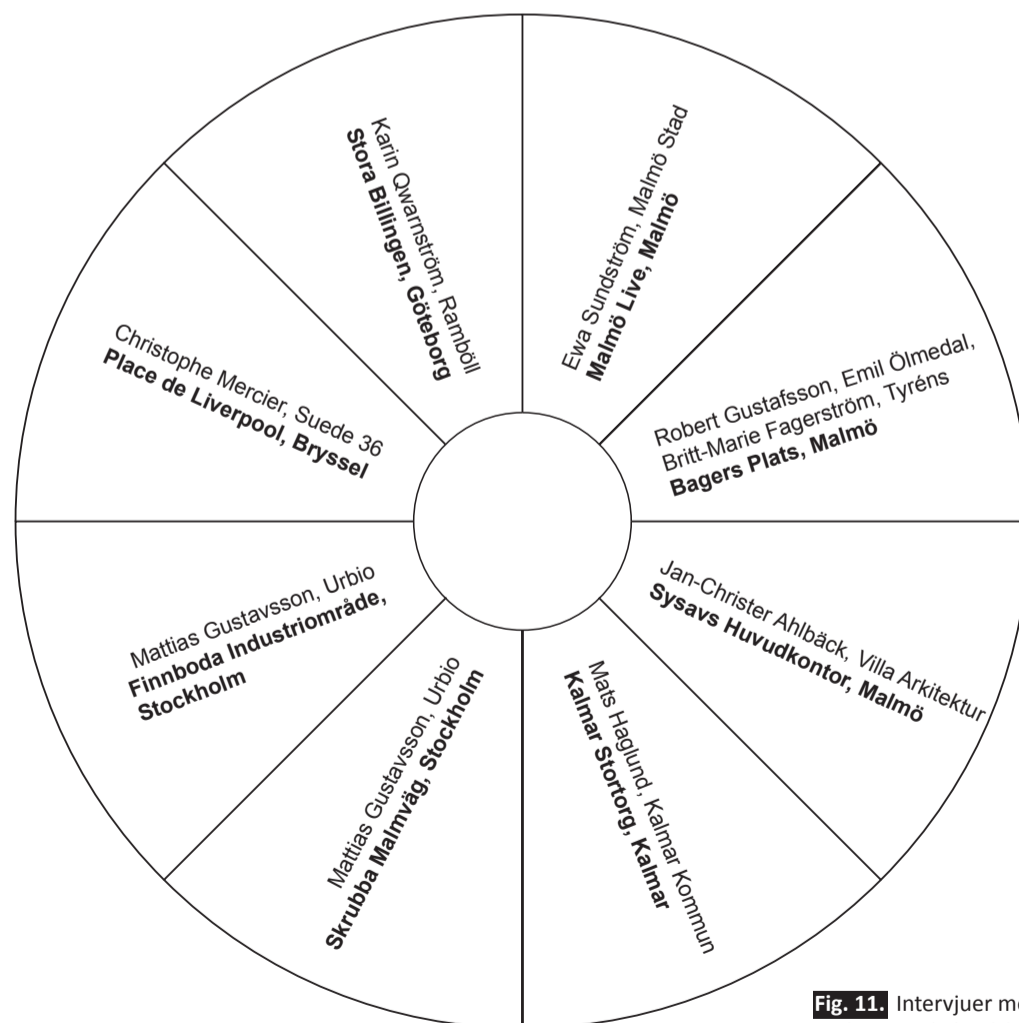 Ewa Sundström, Malmö Stad
Malmö Live, Malmö
Robert Gustafsson, Emil Ölmedal,
Britt-Marie Fagerström, Tyréns
Bagers Plats, Malmö
Jan-Christer Ahlbäck, Villa Arkitektur
Sysavs Huvudkontor, Malmö
Mats Haglund, Kalmar Kommun
Kalmar Stortorg, Kalmar
Mattias Gustavsson, Urbio
Skrubba Malmväg, Stockholm
Mattias Gustavsson, Urbio
Finnboda Industriområde,
Stockholm
Christophe Mercier, Suede 36
Place de Liverpool, Bryssel
Karin Qwarnström, Ramböll
Stora Billingen, Göteborg
Fig. 11. Intervjuer